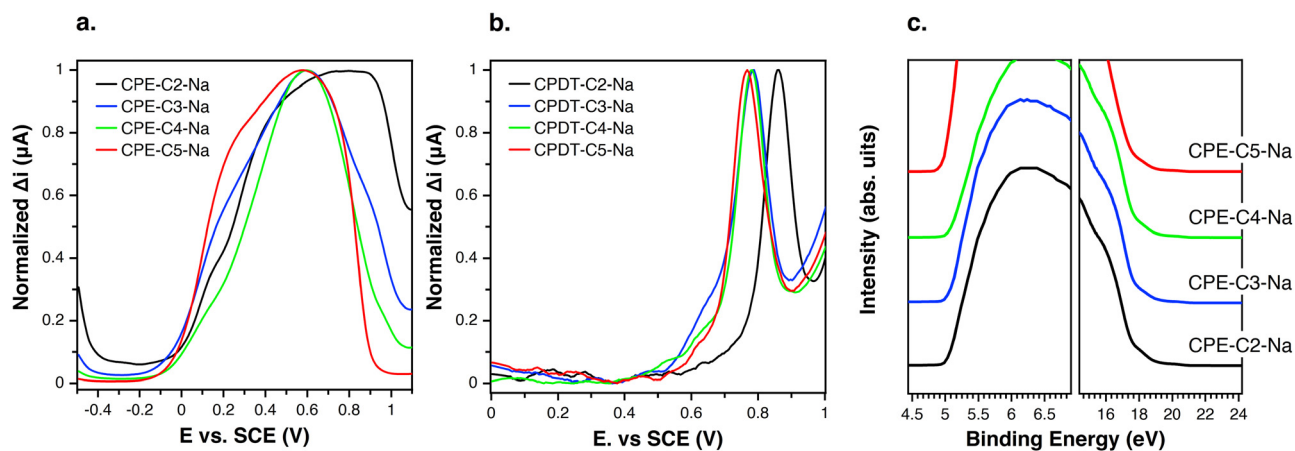 a.
Normalized Δi (μA)
1
0.8
0.6
0.4
0.2
0
CPE-C2-Na
CPE-C3-Na
CPE-C4-Na
CPE-C5-Na
-0.4
-0.2
0
0.2
0.4
0.6
0.8
1
E vs. SCE (V)
b.
Normalized Δi (μA)
1
0.8
0.6
0.4
0.2
0
CPDT-C2-Na
CPDT-C3-Na
CPDT-C4-Na
CPDT-C5-Na
0
0.2
0.4
0.6
0.8
1
E. vs SCE (V)
c.
Intensity (abs. uits)
CPE-C5-Na
CPE-C4-Na
CPE-C3-Na
CPE-C2-Na
4.5
5
5.5
6
6.5
16
18
20
22
24
Binding Energy (eV)